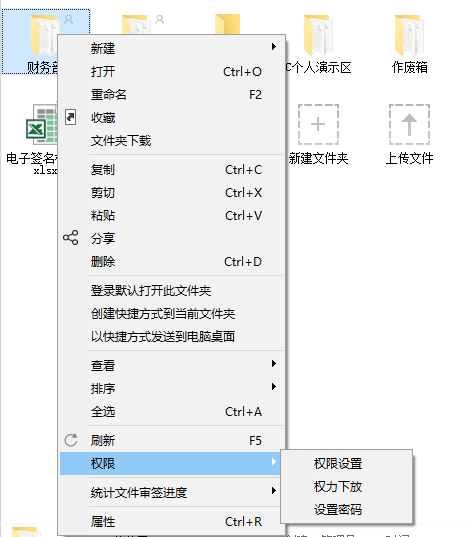 财务部
C个人演示区
作废箱
电子签名
xlsx
新建文件夹
上传文件
新建
打开 Ctrl+O
重命名 F2
收藏
文件夹下载
复制 Ctrl+C
剪切 Ctrl+X
粘贴 Ctrl+V
分享
删除 Ctrl+D
登录默认打开此文件夹
创建快捷方式到当前文件夹
以快捷方式发送到电脑桌面
查看
排序
全选 Ctrl+A
刷新 F5
权限
统计文件审签进度
属性 Ctrl+R
权限设置
权力下放
设置密码